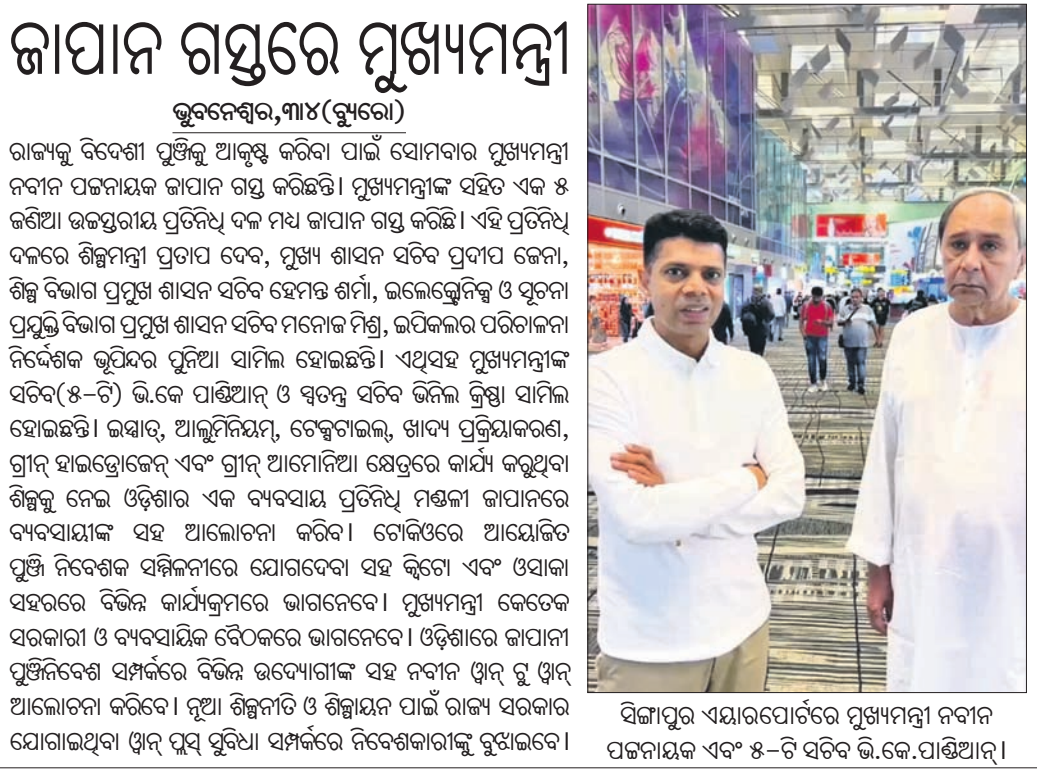 ଜାପାନ ଗସ୍ତରେ ମୁଖ୍ୟମନ୍ତ୍ରୀ
ଭୁବନେଶ୍ୱର,୩ା୪(ବ୍ୟୁରୋ)
ରାଜ୍ୟକୁ ବିଦେଶୀ ପୁଞ୍ଜିକୁ ଆକୃଷ୍ଟ କରିବା ପାଇଁ ସୋମବାର ମୁଖ୍ୟମନ୍ତ୍ରୀ
ନବୀନ ପଟ୍ଟନାୟକ ଜାପାନ ଗସ୍ତ କରିଛନ୍ତି। ମୁଖ୍ୟମନ୍ତ୍ରୀଙ୍କ ସହିତ ଏକ ୫
ଜଣିଆ ଉଚ୍ଚସ୍ତରୀୟ ପ୍ରତିନିଧି ଦଳ ମଧ୍ୟ ଜାପାନ ଗସ୍ତ କରିଛି। ଏହି ପ୍ରତିନିଧି
ଦଳରେ ଶିଳ୍ପମନ୍ତ୍ରୀ ପ୍ରତାପ ଦେବ, ମୁଖ୍ୟ ଶାସନ ସଚିବ ପ୍ରଦୀପ ଜେନା,
ଶିଳ୍ପ ବିଭାଗ ପ୍ରମୁଖ ଶାସନ ସଚିବ ହେମନ୍ତ ଶର୍ମା, ଇଲେକ୍ଟ୍ରୋନିକ୍ସ ଓ ସୂଚନା
ପ୍ରଯୁକ୍ତି ବିଭାଗ ପ୍ରମୁଖ ଶାସନ ସଚିବ ମନୋଜ ମିଶ୍ର, ଇପିକଲର ପରିଚାଳନା
ନିର୍ଦ୍ଦେଶକ ଭୂପିନ୍ଦର ପୁନିଆ ସାମିଲ ହୋଇଛନ୍ତି। ଏଥିସହ ମୁଖ୍ୟମନ୍ତ୍ରୀଙ୍କ
ସଚିବ(୫-ଟି) ଭି.କେ ପାଣ୍ଡିଆନ୍ ଓ ସ୍ୱତନ୍ତ୍ର ସଚିବ ଭିନିଲ କ୍ରିଷ୍ଣା ସାମିଲ
ହୋଇଛନ୍ତି। ଇସ୍ପାତ୍, ଆଲୁମିନିୟମ୍, ଟେକ୍ସଟାଇଲ୍, ଖାଦ୍ୟ ପ୍ରକ୍ରିୟାକରଣ,
ଗ୍ରୀନ୍ ହାଇଡ୍ରୋଜେନ୍ ଏବଂ ଗ୍ରୀନ୍ ଆମୋନିଆ କ୍ଷେତ୍ରରେ କାର୍ଯ୍ୟ କରୁଥିବା
ଶିଳ୍ପକୁ ନେଇ ଓଡ଼ିଶାର ଏକ ବ୍ୟବସାୟ ପ୍ରତିନିଧି ମଣ୍ଡଳୀ ଜାପାନରେ
ବ୍ୟବସାୟୀଙ୍କ ସହ ଆଲୋଚନା କରିବ। ଟୋକିଓରେ ଆୟୋଜିତ
ପୁଞ୍ଜି ନିବେଶକ ସମ୍ମିଳନୀରେ ଯୋଗଦେବା ସହ କ୍ୱିଟୋ ଏବଂ ଓସାକା
ସହରରେ ବିଭିନ୍ନ କାର୍ଯ୍ୟକ୍ରମରେ ଭାଗନେବେ। ମୁଖ୍ୟମନ୍ତ୍ରୀ କେତେକ
ସରକାରୀ ଓ ବ୍ୟବସାୟିକ ବୈଠକରେ ଭାଗନେବେ। ଓଡ଼ିଶାରେ ଜାପାନୀ
ପୁଞ୍ଜିନିବେଶ ସମ୍ପର୍କରେ ବିଭିନ୍ନ ଉଦ୍ୟୋଗୀଙ୍କ ସହ ନବୀନ ୱାନ୍ ଟୁ ୱାନ୍
ଆଲୋଚନା କରିବେ। ନୂଆ ଶିଳ୍ପନୀତି ଓ ଶିଳ୍ପାୟନ ପାଇଁ ରାଜ୍ୟ ସରକାର
ଯୋଗାଇଥିବା ୱାନ୍ ପ୍ଲସ୍ ସୁବିଧା ସମ୍ପର୍କରେ ନିବେଶକାରୀଙ୍କୁ ବୁଝାଇବେ।
ସିଙ୍ଗାପୁର ଏୟାରପୋର୍ଟରେ ମୁଖ୍ୟମନ୍ତ୍ରୀ ନବୀନ
ପଟ୍ଟନାୟକ ଏବଂ ୫-ଟି ସଚିବ ଭି.କେ.ପାଣ୍ଡିଆନ୍।